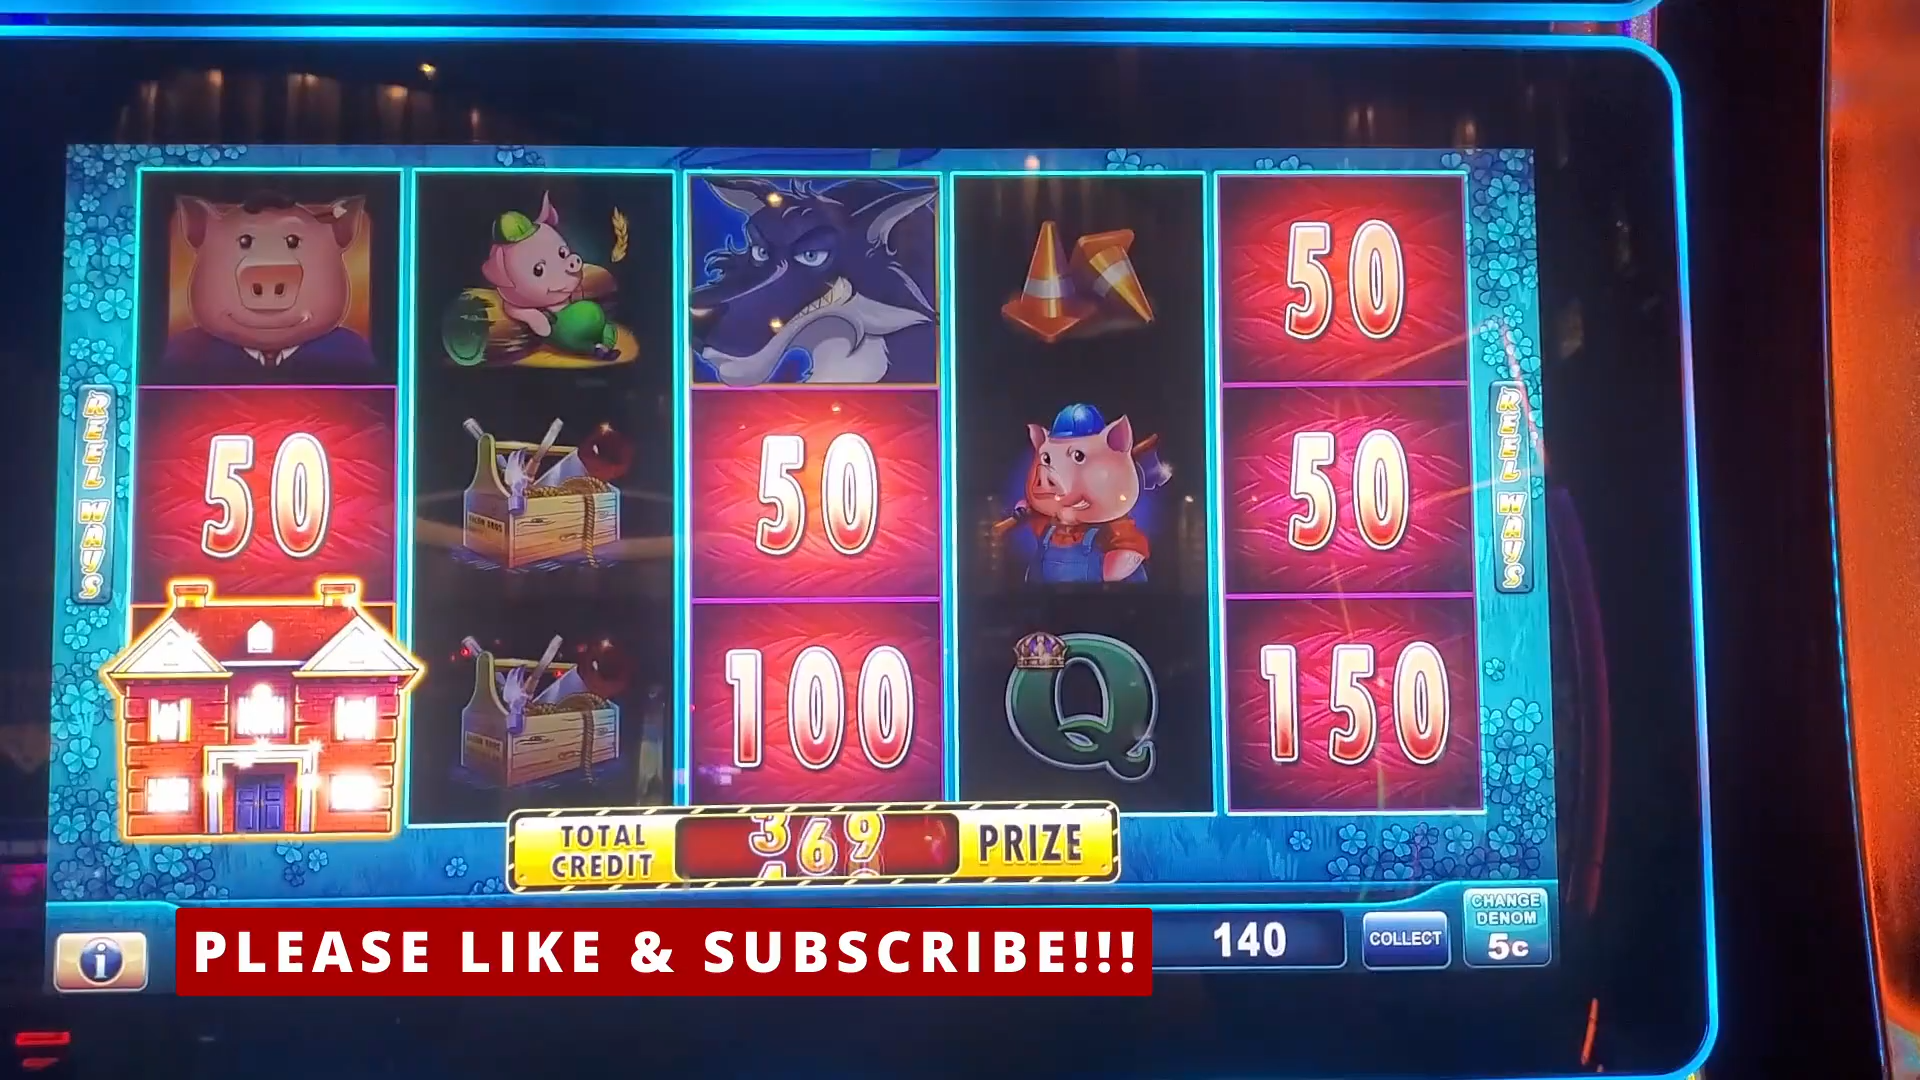 50
50
50
50
100
150
Q
REEL WAYS
REEL WAYS
TOTAL CREDIT
369
PRIZE
PLEASE LIKE & SUBSCRIBE!!!
140
COLLECT
CHANGE
DENOM
5c